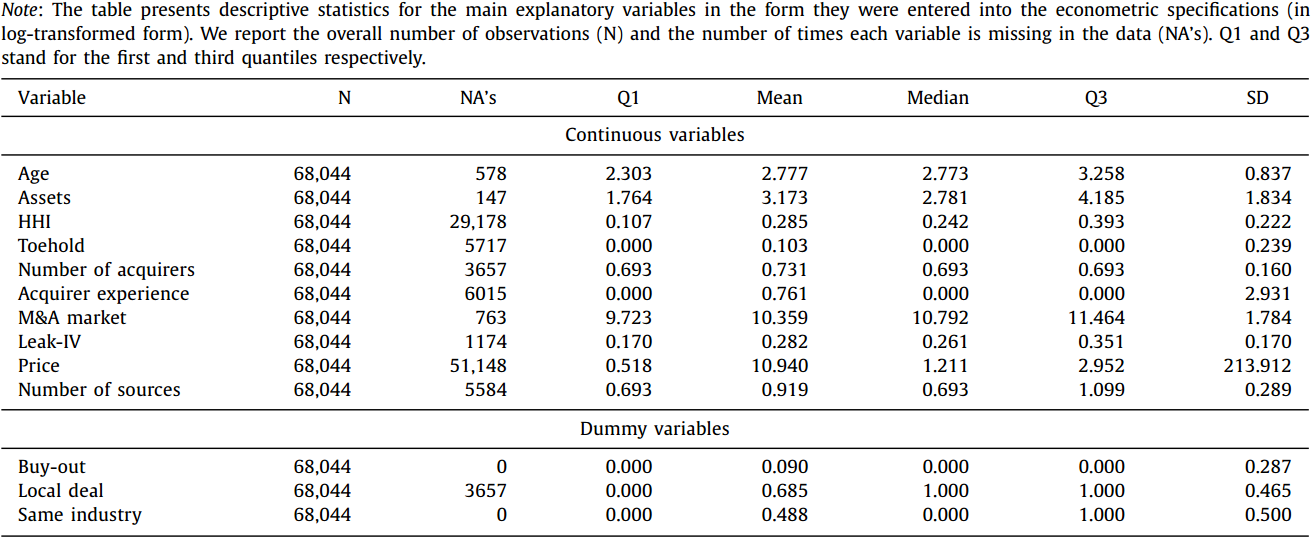 Note: The table presents descriptive statistics for the main explanatory variables in the form they were entered into the econometric specifications (in
log-transformed form). We report the overall number of observations (N) and the number of times each variable is missing in the data (NA's). Q1 and Q3
stand for the first and third quantiles respectively.
Variable N NA's Q1 Mean Median Q3 SD
Continuous variables
Age 68,044 578 2.303 2.777 2.773 3.258 0.837
Assets 68,044 147 1.764 3.173 2.781 4.185 1.834
HHI 68,044 29,178 0.107 0.285 0.242 0.393 0.222
Toehold 68,044 5717 0.000 0.103 0.000 0.000 0.239
Number of acquirers 68,044 3657 0.693 0.731 0.693 0.693 0.160
Acquirer experience 68,044 6015 0.000 0.761 0.000 0.000 2.931
M&A market 68,044 763 9.723 10.359 10.792 11.464 1.784
Leak-IV 68,044 1174 0.170 0.282 0.261 0.351 0.170
Price 68,044 51,148 0.518 10.940 1.211 2.952 213.912
Number of sources 68,044 5584 0.693 0.919 0.693 1.099 0.289
Dummy variables
Buy-out 68,044 0 0.000 0.090 0.000 0.000 0.287
Local deal 68,044 3657 0.000 0.685 1.000 1.000 0.465
Same industry 68,044 0 0.000 0.488 0.000 1.000 0.500